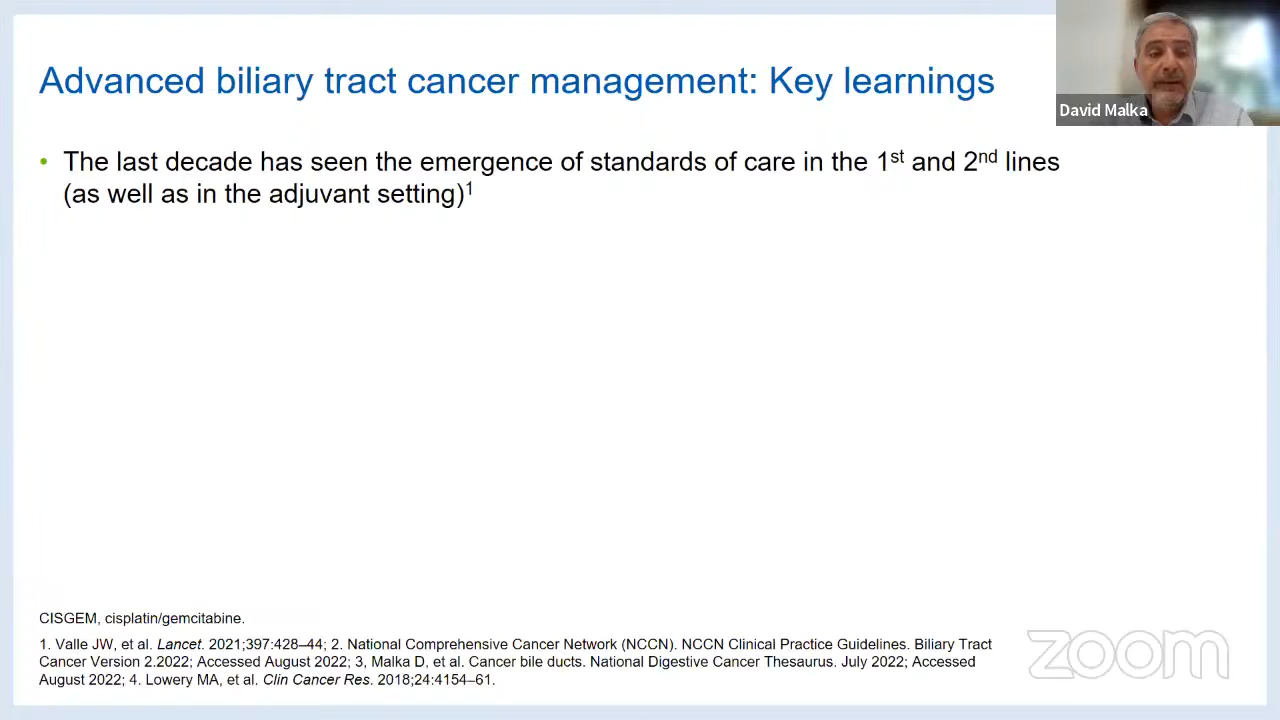 Advanced biliary tract cancer management: Key learnings
David Malka
• The last decade has seen the emergence of standards of care in the 1st and 2nd lines
(as well as in the adjuvant setting)1
CISGEM, cisplatin/gemcitabine.
1. Valle JW, et al. Lancet. 2021;397:428–44; 2. National Comprehensive Cancer Network (NCCN). NCCN Clinical Practice Guidelines. Biliary Tract
Cancer Version 2.2022; Accessed August 2022; 3, Malka D, et al. Cancer bile ducts. National Digestive Cancer Thesaurus. July 2022; Accessed
August 2022; 4. Lowery MA, et al. Clin Cancer Res. 2018;24:4154–61.
zoom